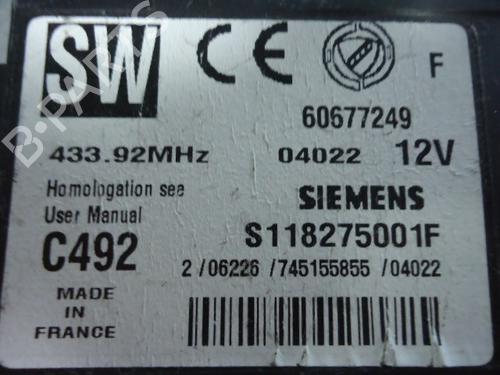 SW CE F
60677249
433.92MHz 04022 12V
Homologation see
User Manual
SIEMENS
C492
S118275001F
2 / 06226 / 745155855 / 04022
MADE
IN
FRANCE
B-PARTS